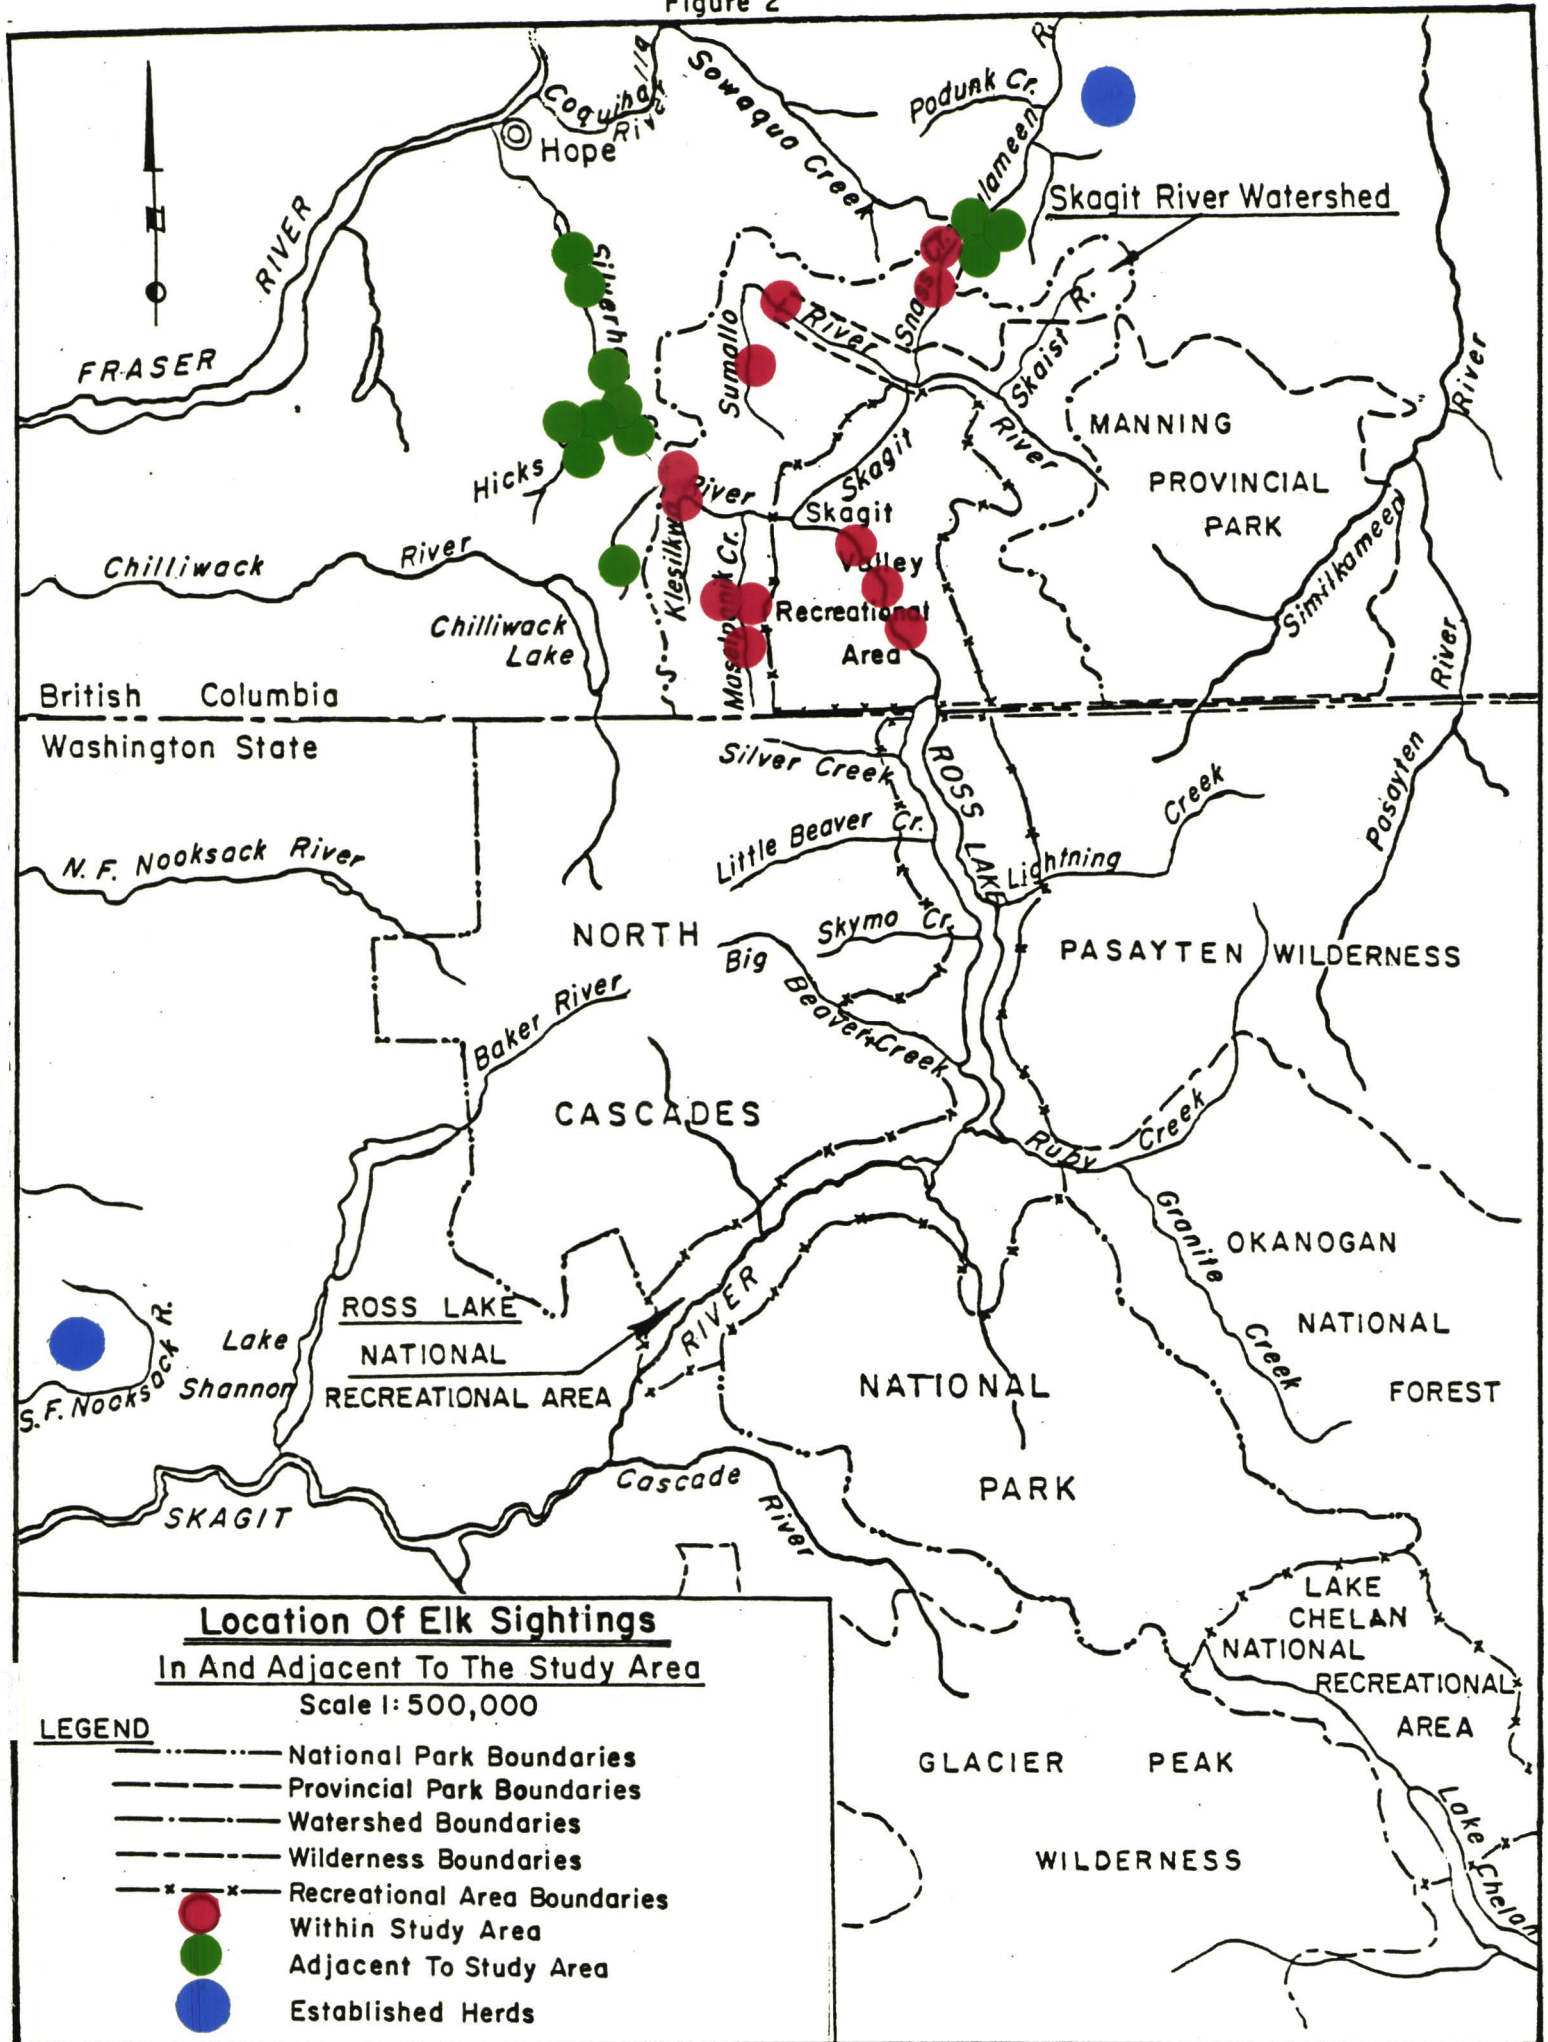 Figure 2
Coquihalla
River
Hope
Sowaqua Creek
Podunk Cr.
R.
Skagit River Watershed
RIVER
FRASER
Sumallo
River
Snass Cr.
Skaist R.
River
MANNING
PROVINCIAL
PARK
River
Hicks
River
Skagit
Skagit
Valley
Recreational
Area
Similkameen
River
Chilliwack
River
Chilliwack
Lake
Cr.
British Columbia
Washington State
Silver Creek
ROSS LAKE
Little Beaver Cr.
Lightning
Creek
Pasayten
N. F. Nooksack River
NORTH
Skymo Cr.
Big
Beaver Creek
PASAYTEN WILDERNESS
Baker River
CASCADES
Ruby
Creek
Granite
Creek
OKANOGAN
NATIONAL
FOREST
ROSS LAKE
NATIONAL
RECREATIONAL AREA
RIVER
Lake
Shannon
S.F. Nooksack R.
NATIONAL
PARK
SKAGIT
Cascade
River
LAKE
CHELAN
NATIONAL
RECREATIONAL
AREA
GLACIER PEAK
WILDERNESS
Lake
Chelan
Location Of Elk Sightings
In And Adjacent To The Study Area
Scale 1: 500,000
LEGEND
National Park Boundaries
Provincial Park Boundaries
Watershed Boundaries
Wilderness Boundaries
Recreational Area Boundaries
Within Study Area
Adjacent To Study Area
Established Herds